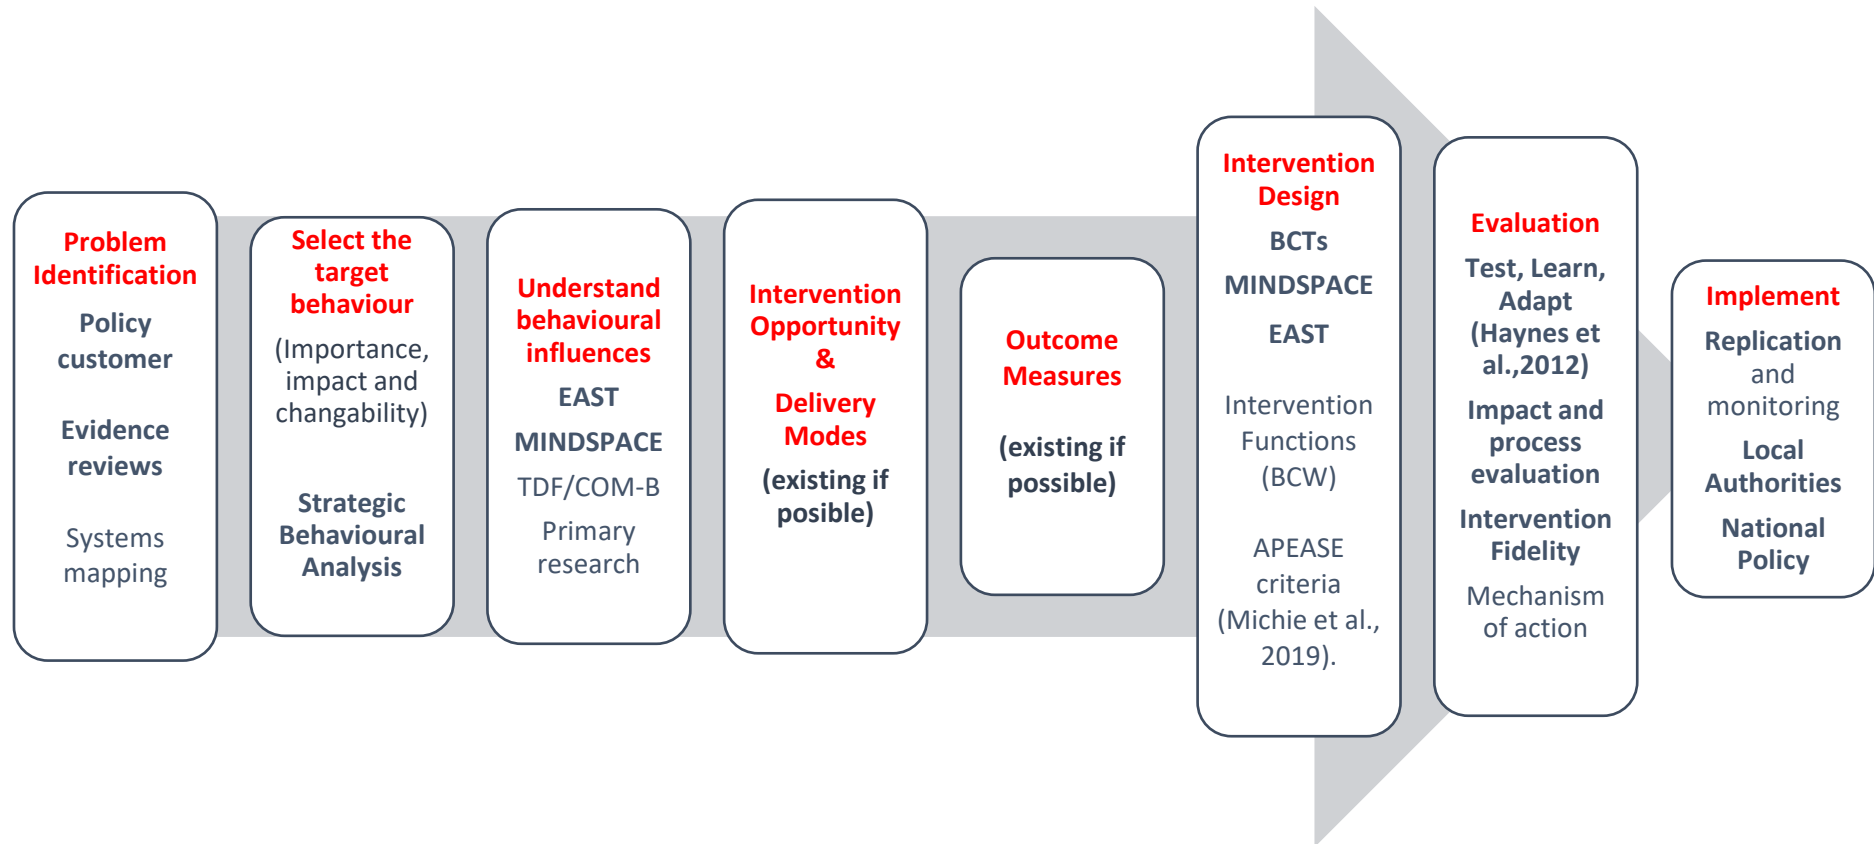 Problem
Identification
Policy
customer
Evidence
reviews
Systems
mapping
Select the
target
behaviour
(Importance,
impact and
changability)
Strategic
Behavioural
Analysis
Understand
behavioural
influences
EAST
MINDSPACE
TDF/COM-B
Primary
research
Intervention
Opportunity
&
Delivery
Modes
(existing if
posible)
Outcome
Measures
(existing if
possible)
Intervention
Design
BCTs
MINDSPACE
EAST
Intervention
Functions
(BCW)
APEASE
criteria
(Michie et al.,
2019).
Evaluation
Test, Learn,
Adapt
(Haynes et
al.,2012)
Impact and
process
evaluation
Intervention
Fidelity
Mechanism
of action
Implement
Replication
and
monitoring
Local
Authorities
National
Policy